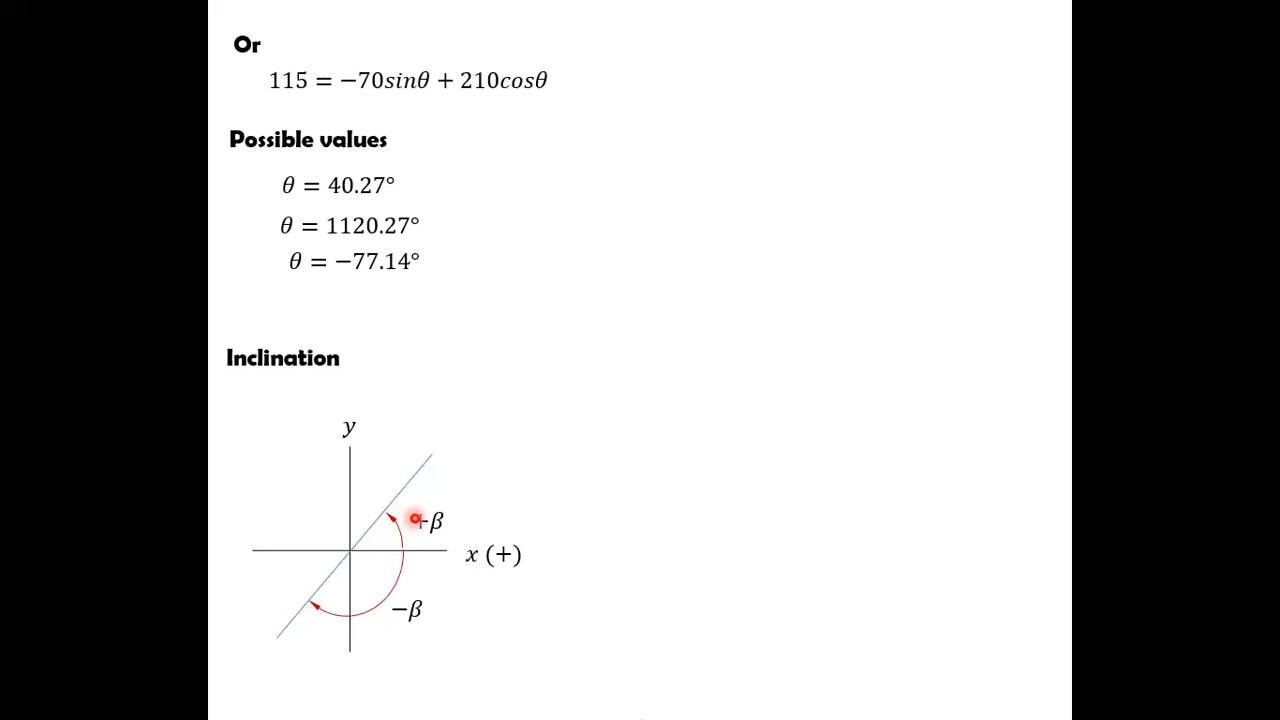 Or
115 = −70sinθ + 210cosθ
Possible values
θ = 40.27°
θ = 1120.27°
θ = −77.14°
Inclination
y
+β
x (+)
−β